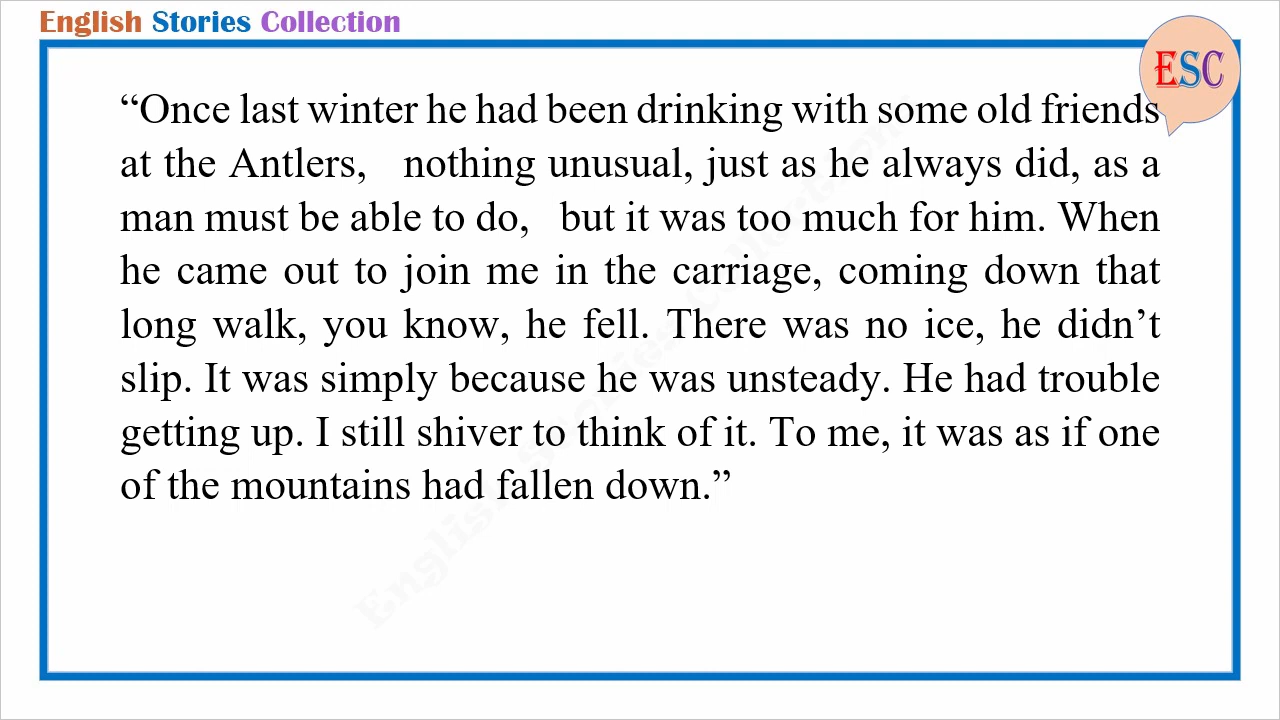 English Stories Collection
ESC
“Once last winter he had been drinking with some old friends
at the Antlers,   nothing unusual, just as he always did, as a
man must be able to do,   but it was too much for him. When
he came out to join me in the carriage, coming down that
long walk, you know, he fell. There was no ice, he didn’t
slip. It was simply because he was unsteady. He had trouble
getting up. I still shiver to think of it. To me, it was as if one
of the mountains had fallen down.”
English Stories Collection